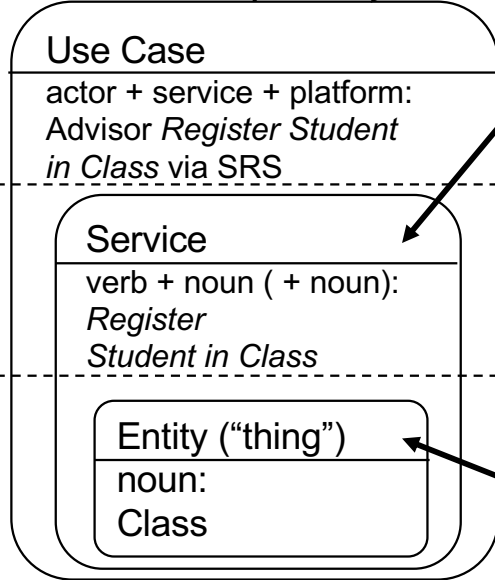 Use Case
actor + service + platform:
Advisor Register Student
in Class via SRS
Service
verb + noun ( + noun):
Register
Student in Class
Entity (“thing”)
noun:
Class